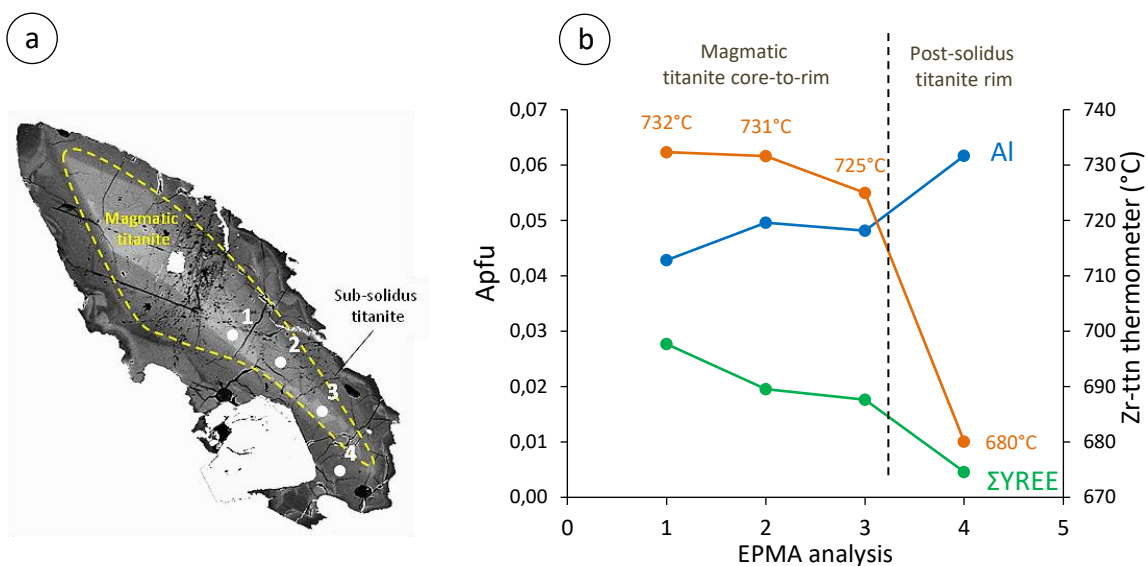 a
Magmatic
titanite
Sub-solidus
titanite
1
2
3
4
b
Magmatic
titanite core-to-rim
Post-solidus
titanite rim
0,07
0,06
0,05
0,04
0,03
0,02
0,01
0,00
Apfu
732°C
731°C
725°C
680°C
Al
ΣYREE
740
730
720
710
700
690
680
670
Zr-ttn thermometer (°C)
0 1 2 3 4 5
EPMA analysis